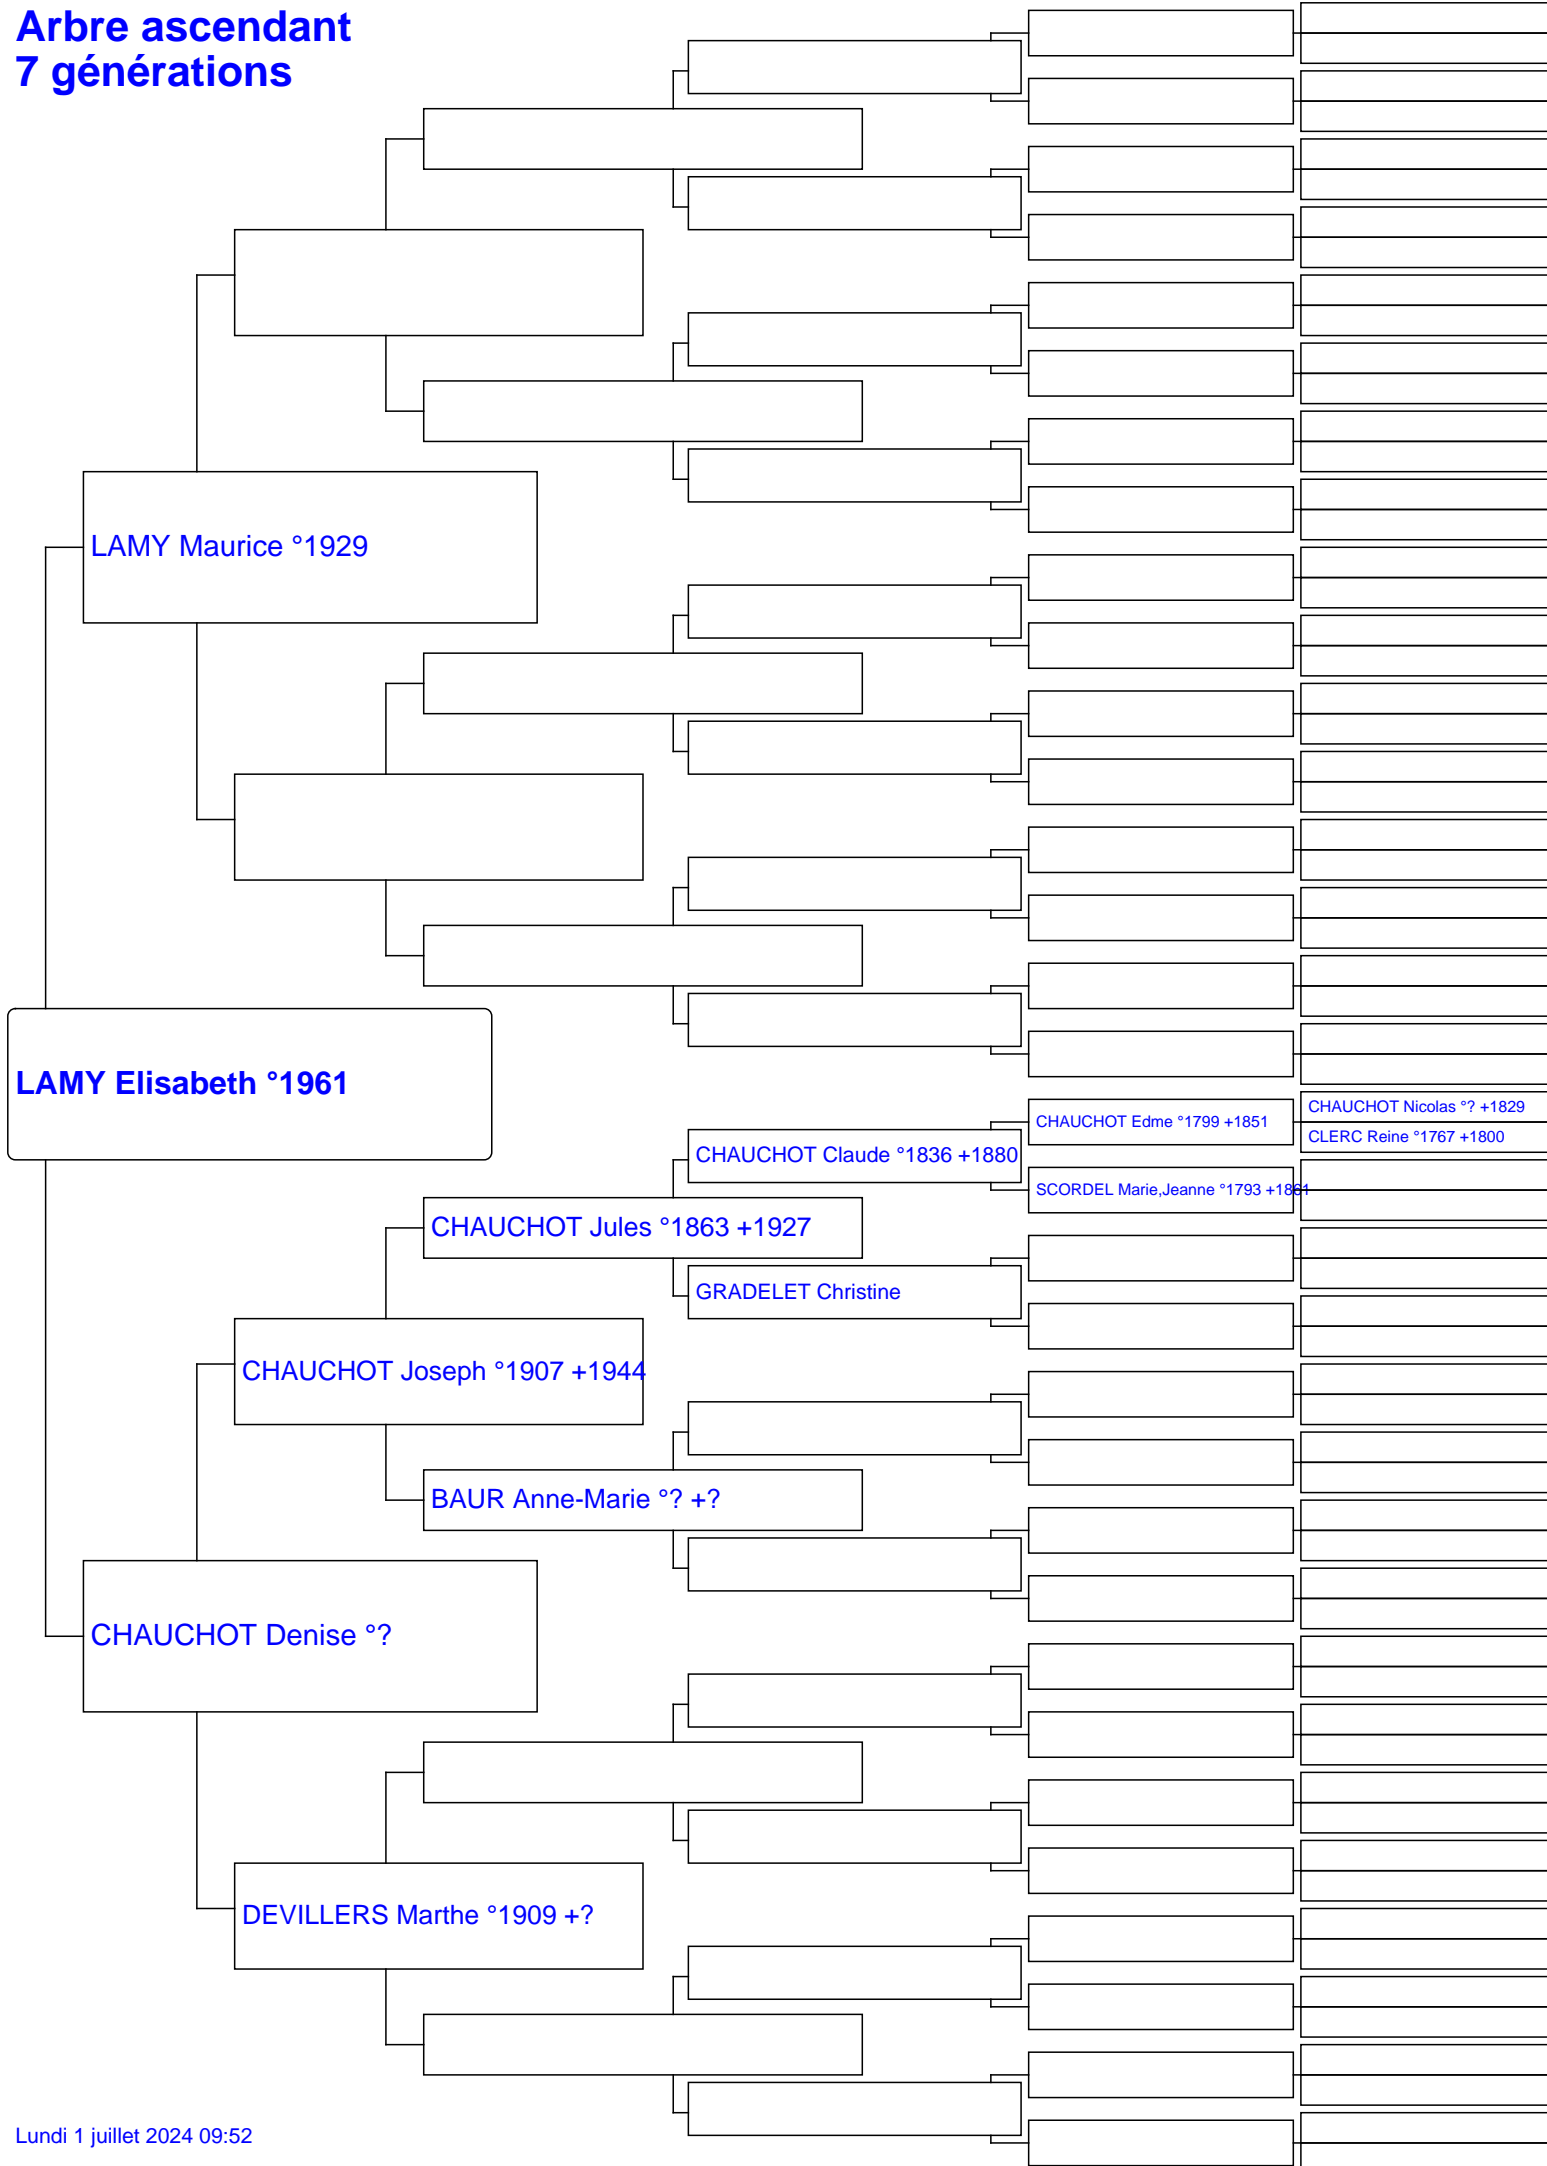 Arbre ascendant
7 générations
LAMY Maurice °1929
LAMY Elisabeth °1961
CHAUCHOT Nicolas °? +1829
CHAUCHOT Edme °1799 +1851
CLERC Reine °1767 +1800
CHAUCHOT Claude °1836 +1880
SCORDEL Marie,Jeanne °1793 +1861
CHAUCHOT Jules °1863 +1927
GRADELET Christine
CHAUCHOT Joseph °1907 +1944
BAUR Anne-Marie °? +?
CHAUCHOT Denise °?
DEVILLERS Marthe °1909 +?
Lundi 1 juillet 2024 09:52